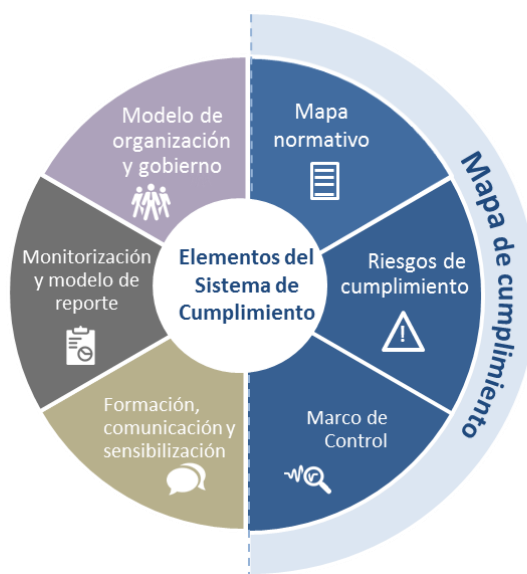 Elementos del
Sistema de
Cumplimiento
Mapa
normativo
Riesgos de
cumplimiento
Marco de
Control
Formación,
comunicación y
sensibilización
Monitorización
y modelo de
reporte
Modelo de
organización
y gobierno
Mapa de cumplimiento